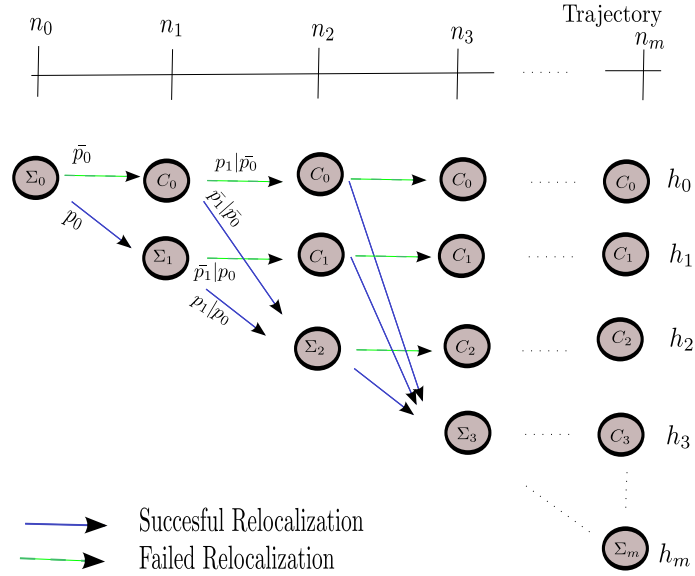 Trajectory
n₀ n₁ n₂ n₃ nₘ
p̄₀ p₁|p̄₀
Σ₀ C₀ C₀ C₀ ...... C₀ h₀
p₀ p̄₁|p̄₀
Σ₁ C₁ C₁ ...... C₁ h₁
p̄₁|p₀
p₁|p₀
Σ₂ C₂ ...... C₂ h₂
Σ₃ ...... C₃ h₃
Succesful Relocalization
Failed Relocalization
Σₘ hₘ